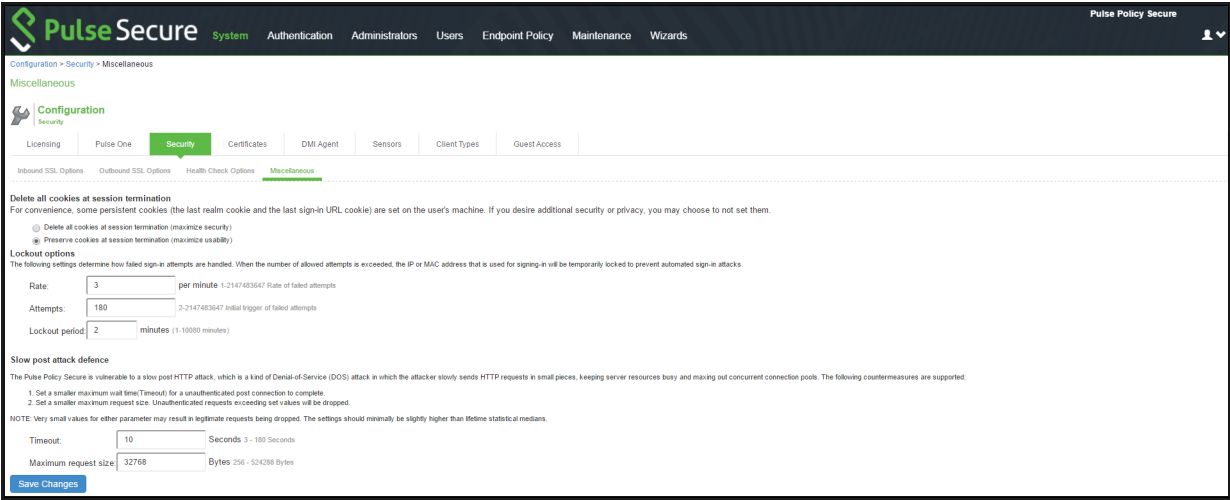 Pulse Policy Secure
Pulse Secure System Authentication Administrators Users Endpoint Policy Maintenance Wizards
Configuration > Security > Miscellaneous
Miscellaneous
Configuration
Security
Licensing Pulse One Security Certificates DMI Agent Sensors Client Types Guest Access
Inbound SSL Options Outbound SSL Options Health Check Options Miscellaneous
Delete all cookies at session termination
For convenience, some persistent cookies (the last realm cookie and the last sign-in URL cookie) are set on the user's machine. If you desire additional security or privacy, you may choose to not set them.
Delete all cookies at session termination (maximize security)
Preserve cookies at session termination (maximize usability)
Lockout options
The following settings determine how failed sign-in attempts are handled. When the number of allowed attempts is exceeded, the IP or MAC address that is used for signing-in will be temporarily locked to prevent automated sign-in attacks.
Rate: 3 per minute 1-2147483647 Rate of failed attempts
Attempts: 180 2-2147483647 Initial trigger of failed attempts
Lockout period: 2 minutes (1-10080 minutes)
Slow post attack defence
The Pulse Policy Secure is vulnerable to a slow post HTTP attack, which is a kind of Denial-of-Service (DOS) attack in which the attacker slowly sends HTTP requests in small pieces, keeping server resources busy and maxing out concurrent connection pools. The following countermeasures are supported:
1. Set a smaller maximum wait time(Timeout) for a unauthenticated post connection to complete.
2. Set a smaller maximum request size. Unauthenticated requests exceeding set values will be dropped.
NOTE: Very small values for either parameter may result in legitimate requests being dropped. The settings should minimally be slightly higher than lifetime statistical medians.
Timeout: 10 Seconds 3 - 180 Seconds
Maximum request size: 32768 Bytes 256 - 524288 Bytes
Save Changes